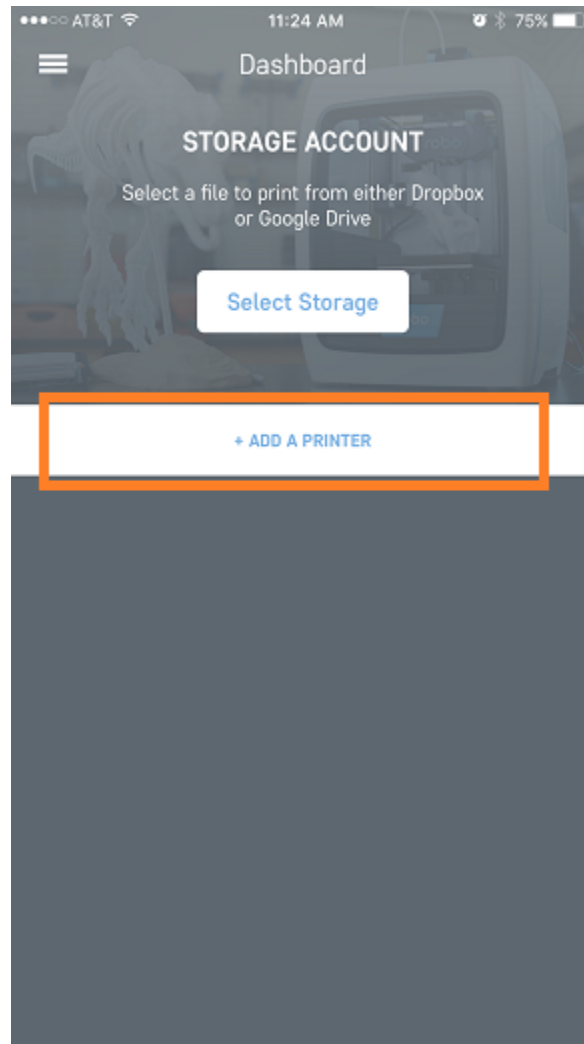 AT&T 11:24 AM 75%
Dashboard
STORAGE ACCOUNT
Select a file to print from either Dropbox
or Google Drive
Select Storage
+ ADD A PRINTER